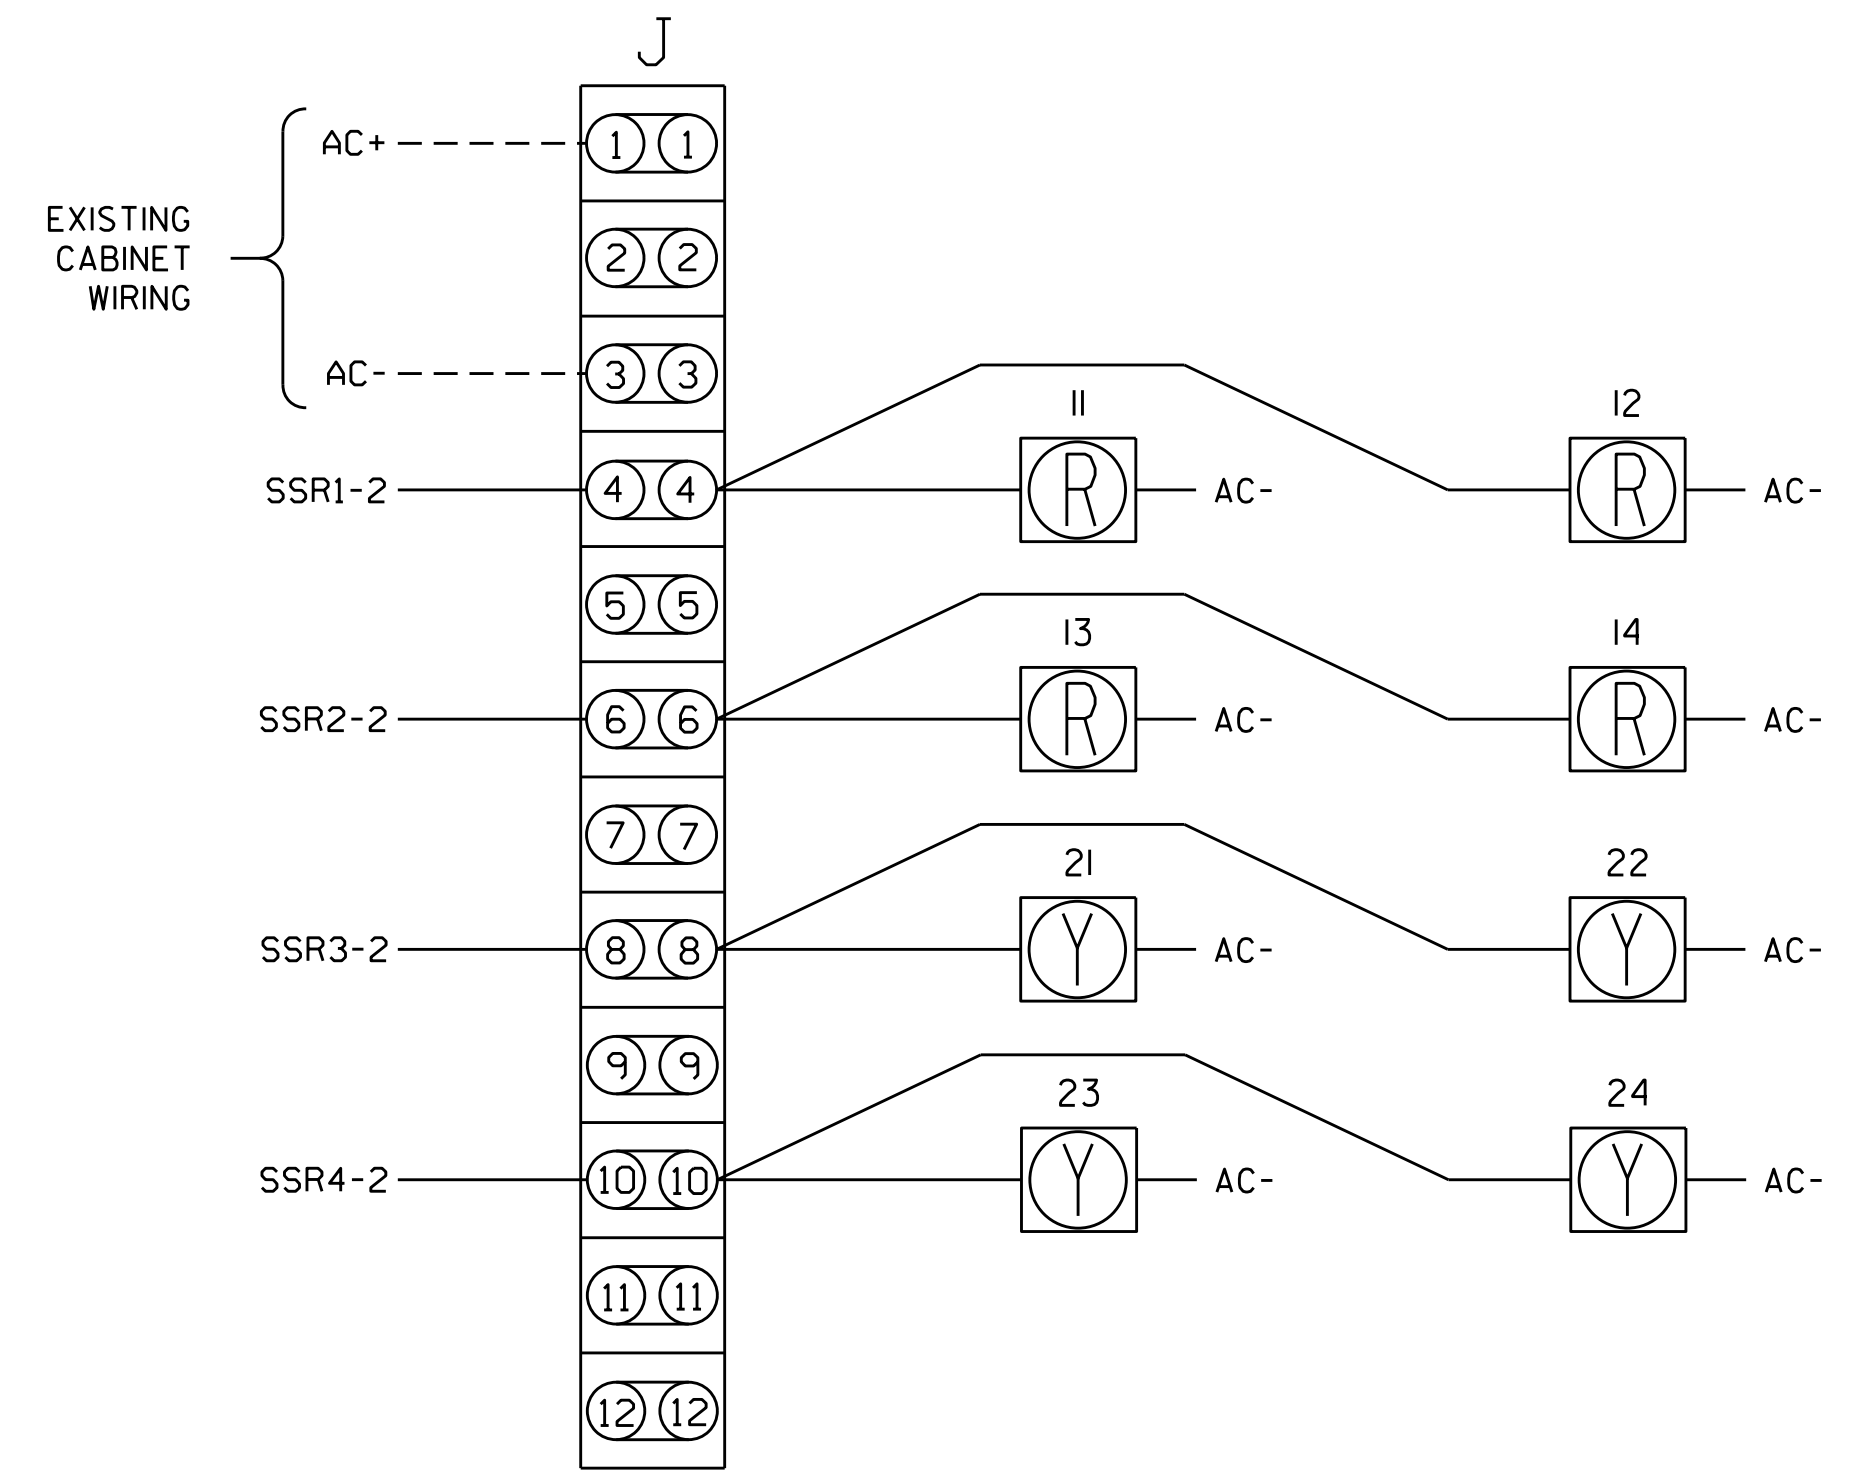 J
AC+ 1 1
EXISTING
CABINET
WIRING
2 2
AC- 3 3
11 12
SSR1-2 4 4 R AC- R AC-
5 5
13 14
SSR2-2 6 6 R AC- R AC-
7 7
21 22
SSR3-2 8 8 Y AC- Y AC-
9 9
23 24
SSR4-2 10 10 Y AC- Y AC-
11 11
12 12